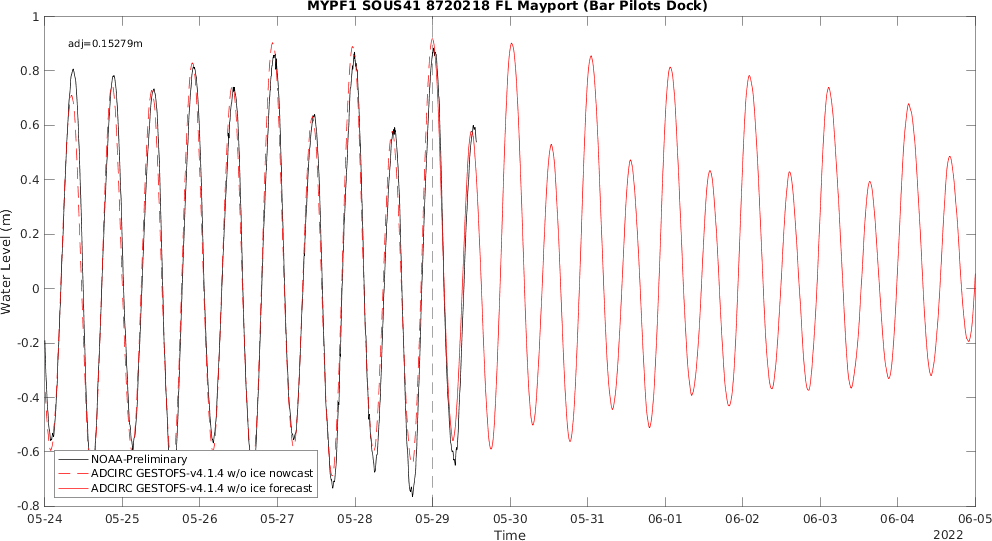 MYPF1 SOUS41 8720218 FL Mayport (Bar Pilots Dock)
adj=0.15279m
Water Level (m)
1
0.8
0.6
0.4
0.2
0
-0.2
-0.4
-0.6
-0.8
NOAA-Preliminary
ADCIRC GESTOFS-v4.1.4 w/o ice nowcast
ADCIRC GESTOFS-v4.1.4 w/o ice forecast
05-24 05-25 05-26 05-27 05-28 05-29 05-30 05-31 06-01 06-02 06-03 06-04 06-05
Time
2022